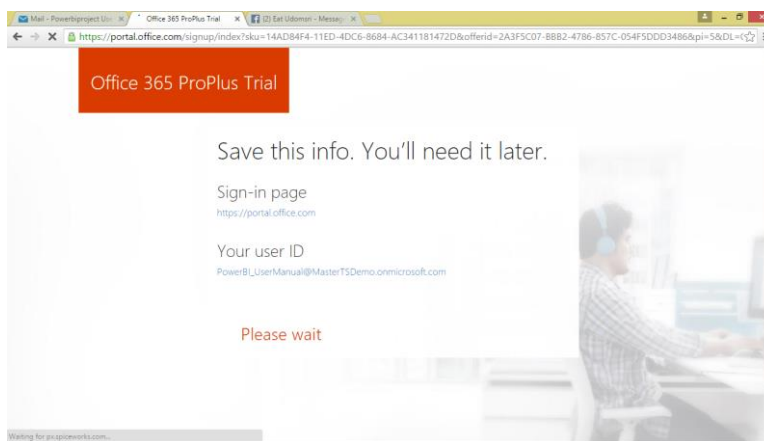 Mail - Powerbiproject Use
Office 365 ProPlus Trial
(2) Eat Udomsri - Messag
https://portal.office.com/signup/index?sku=14AD84F4-11ED-4DC6-8684-AC341181472D&offerid=2A3F5C07-BBB2-4786-857C-054F5DDD3486&pi=5&DL=
Office 365 ProPlus Trial
Save this info. You'll need it later.
Sign-in page
https://portal.office.com
Your user ID
PowerBI_UserManual@MasterTSDemo.onmicrosoft.com
Please wait
Waiting for px.spiceworks.com...